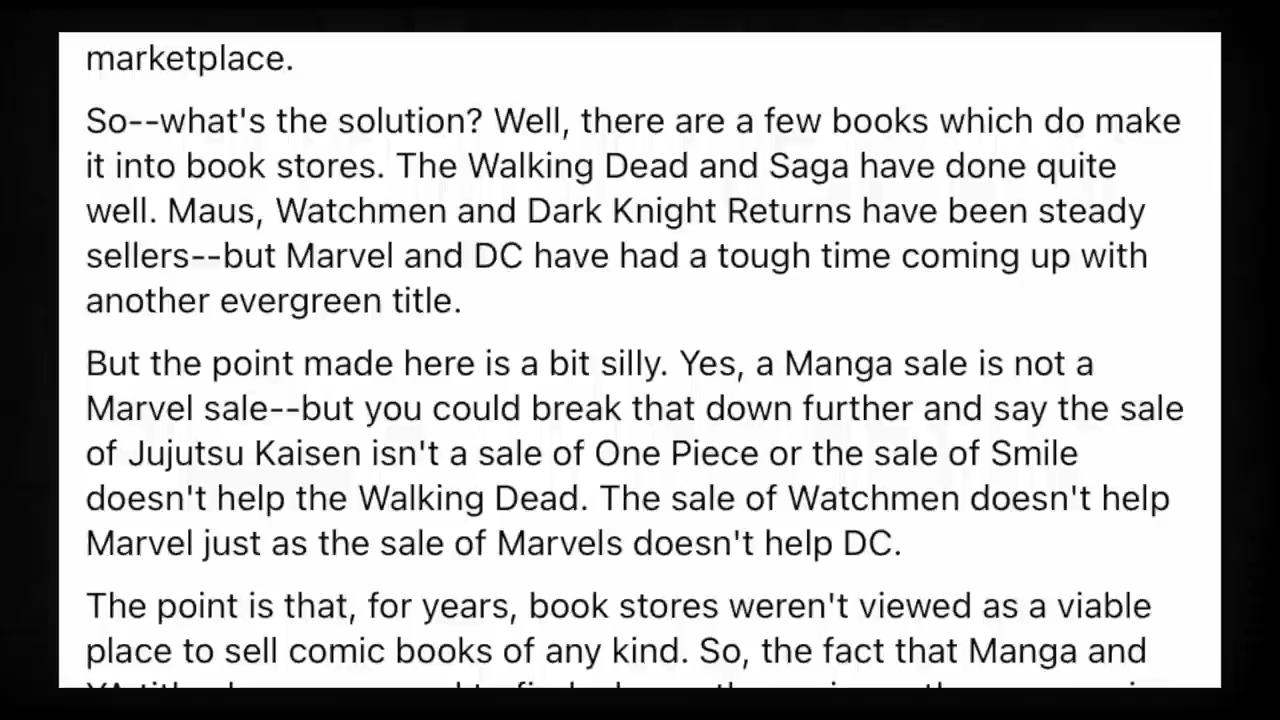 marketplace.
So--what's the solution? Well, there are a few books which do make
it into book stores. The Walking Dead and Saga have done quite
well. Maus, Watchmen and Dark Knight Returns have been steady
sellers--but Marvel and DC have had a tough time coming up with
another evergreen title.
But the point made here is a bit silly. Yes, a Manga sale is not a
Marvel sale--but you could break that down further and say the sale
of Jujutsu Kaisen isn't a sale of One Piece or the sale of Smile
doesn't help the Walking Dead. The sale of Watchmen doesn't help
Marvel just as the sale of Marvels doesn't help DC.
The point is that, for years, book stores weren't viewed as a viable
place to sell comic books of any kind. So, the fact that Manga and